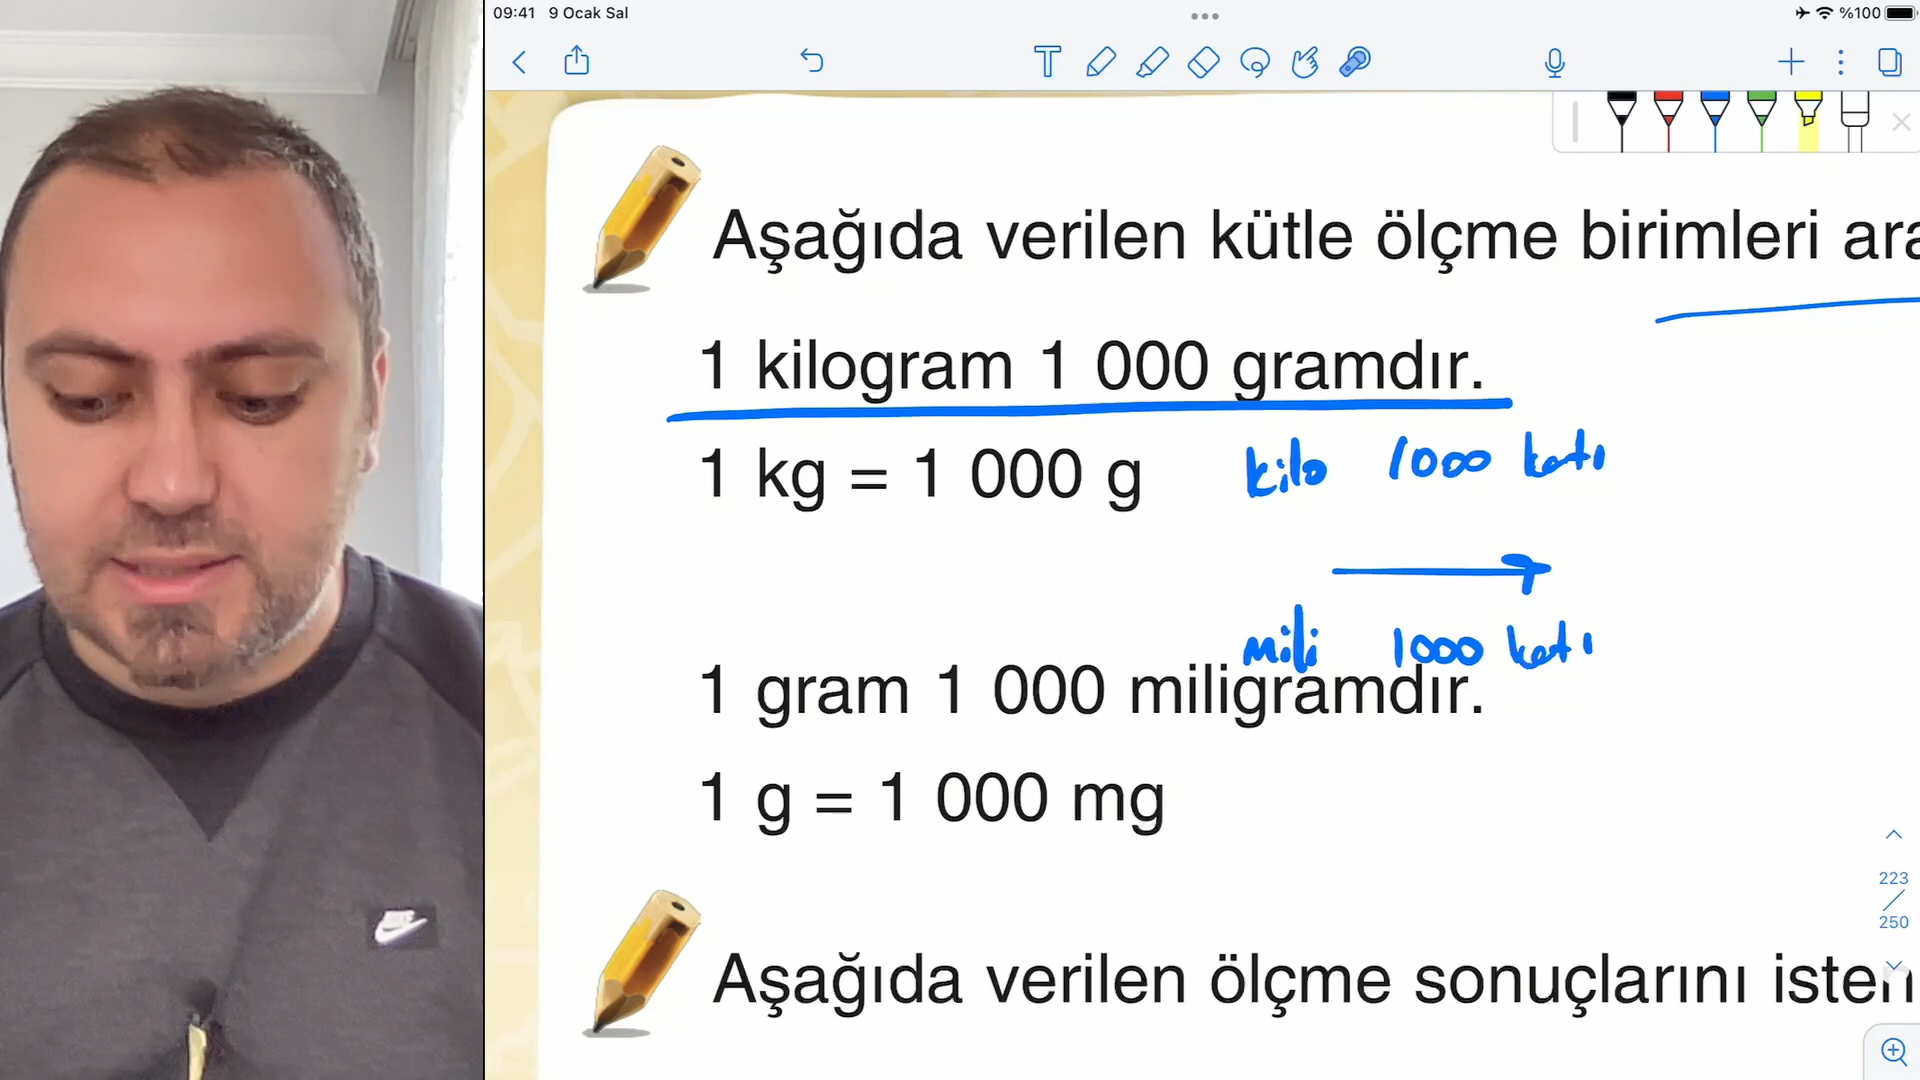 09:41 9 Ocak Sal
%100
Aşağıda verilen kütle ölçme birimleri ara
1 kilogram 1 000 gramdır.
1 kg = 1 000 g
kilo 1000 katı
mili 1000 katı
1 gram 1 000 miligramdır.
1 g = 1 000 mg
223
250
Aşağıda verilen ölçme sonuçlarını isten